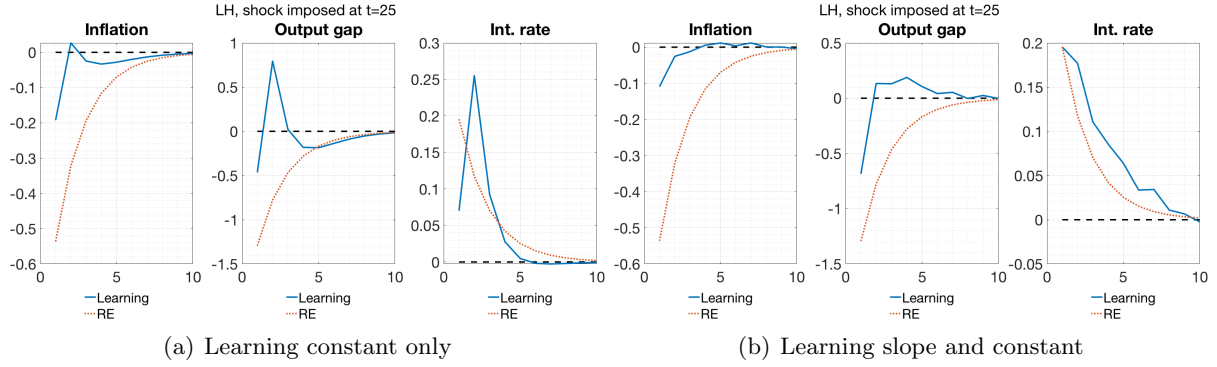 LH, shock imposed at t=25
Inflation
Output gap
Int. rate
0
-0.1
-0.2
-0.3
-0.4
-0.5
-0.6
0
5
10
1
0.5
0
-0.5
-1
-1.5
0
5
10
0.3
0.25
0.2
0.15
0.1
0.05
0
0
5
10
Learning
RE
Learning
RE
Learning
RE
(a) Learning constant only
LH, shock imposed at t=25
Inflation
Output gap
Int. rate
0
-0.1
-0.2
-0.3
-0.4
-0.5
-0.6
0
5
10
0.5
0
-0.5
-1
-1.5
0
5
10
0.2
0.15
0.1
0.05
0
-0.05
0
5
10
Learning
RE
Learning
RE
Learning
RE
(b) Learning slope and constant